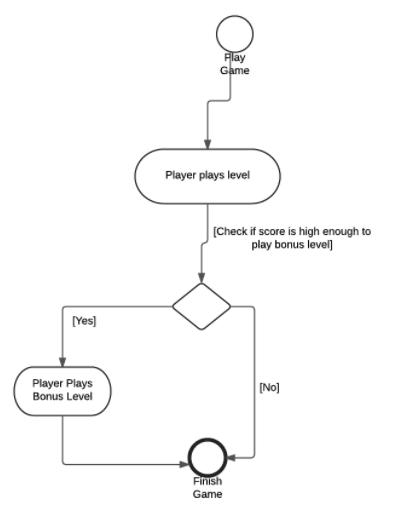 Play
Game
Player plays level
[Check if score is high enough to
play bonus level]
[Yes]
Player Plays
Bonus Level
[No]
Finish
Game